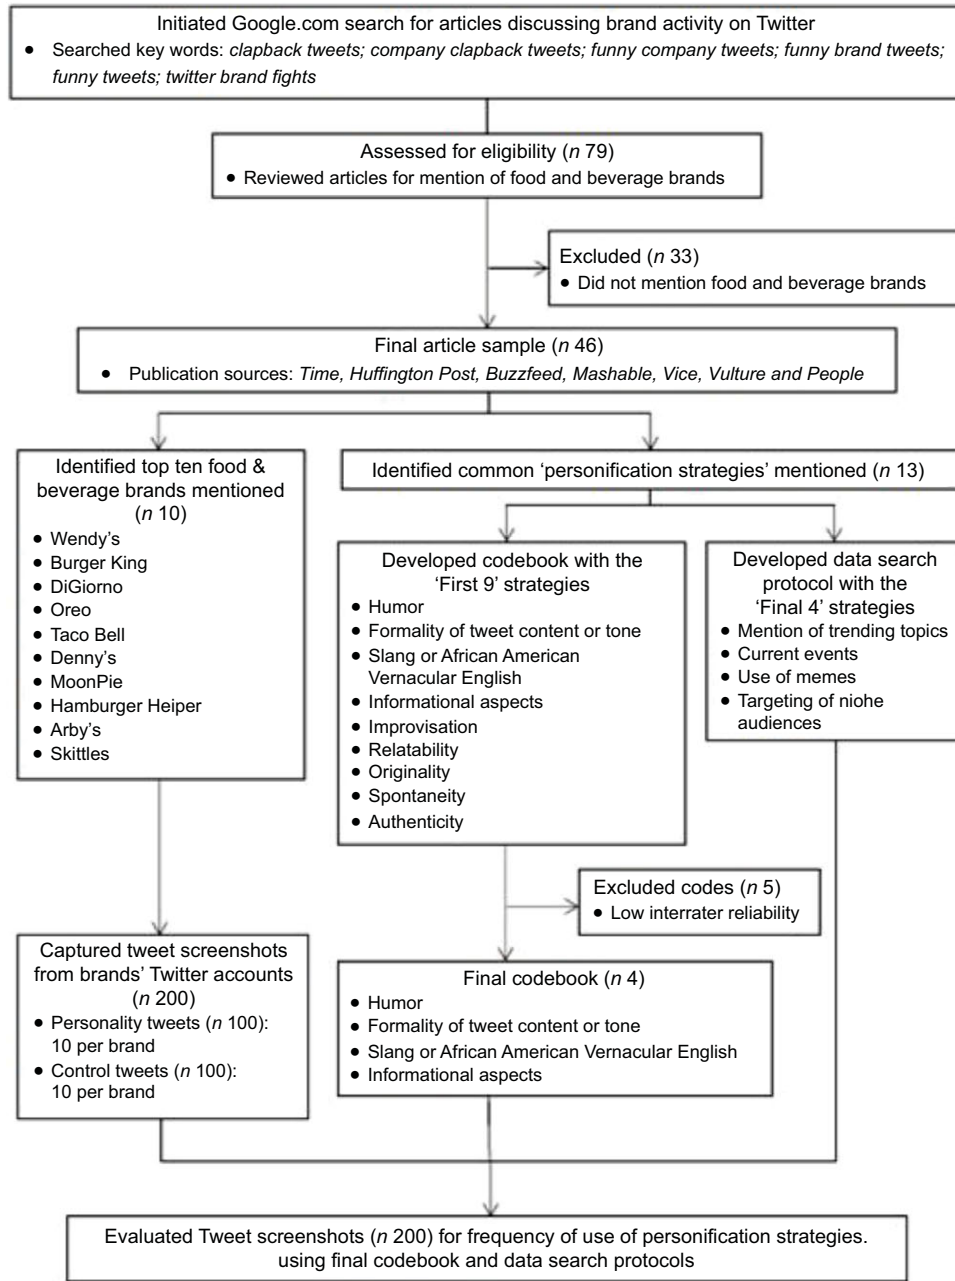 Initiated Google.com search for articles discussing brand activity on Twitter
• Searched key words: clapback tweets; company clapback tweets; funny company tweets; funny brand tweets;
funny tweets; twitter brand fights
Assessed for eligibility (n 79)
• Reviewed articles for mention of food and beverage brands
Excluded (n 33)
• Did not mention food and beverage brands
Final article sample (n 46)
• Publication sources: Time, Huffington Post, Buzzfeed, Mashable, Vice, Vulture and People
Identified top ten food &
beverage brands mentioned
(n 10)
• Wendy's
• Burger King
• DiGiorno
• Oreo
• Taco Bell
• Denny's
• MoonPie
• Hamburger Heiper
• Arby's
• Skittles
Identified common 'personification strategies' mentioned (n 13)
Developed codebook with the
'First 9' strategies
• Humor
• Formality of tweet content or tone
• Slang or African American
Vernacular English
• Informational aspects
• Improvisation
• Relatability
• Originality
• Spontaneity
• Authenticity
Developed data search
protocol with the
'Final 4' strategies
• Mention of trending topics
• Current events
• Use of memes
• Targeting of niohe
audiences
Excluded codes (n 5)
• Low interrater reliability
Captured tweet screenshots
from brands' Twitter accounts
(n 200)
• Personality tweets (n 100):
10 per brand
• Control tweets (n 100):
10 per brand
Final codebook (n 4)
• Humor
• Formality of tweet content or tone
• Slang or African American Vernacular English
• Informational aspects
Evaluated Tweet screenshots (n 200) for frequency of use of personification strategies.
using final codebook and data search protocols